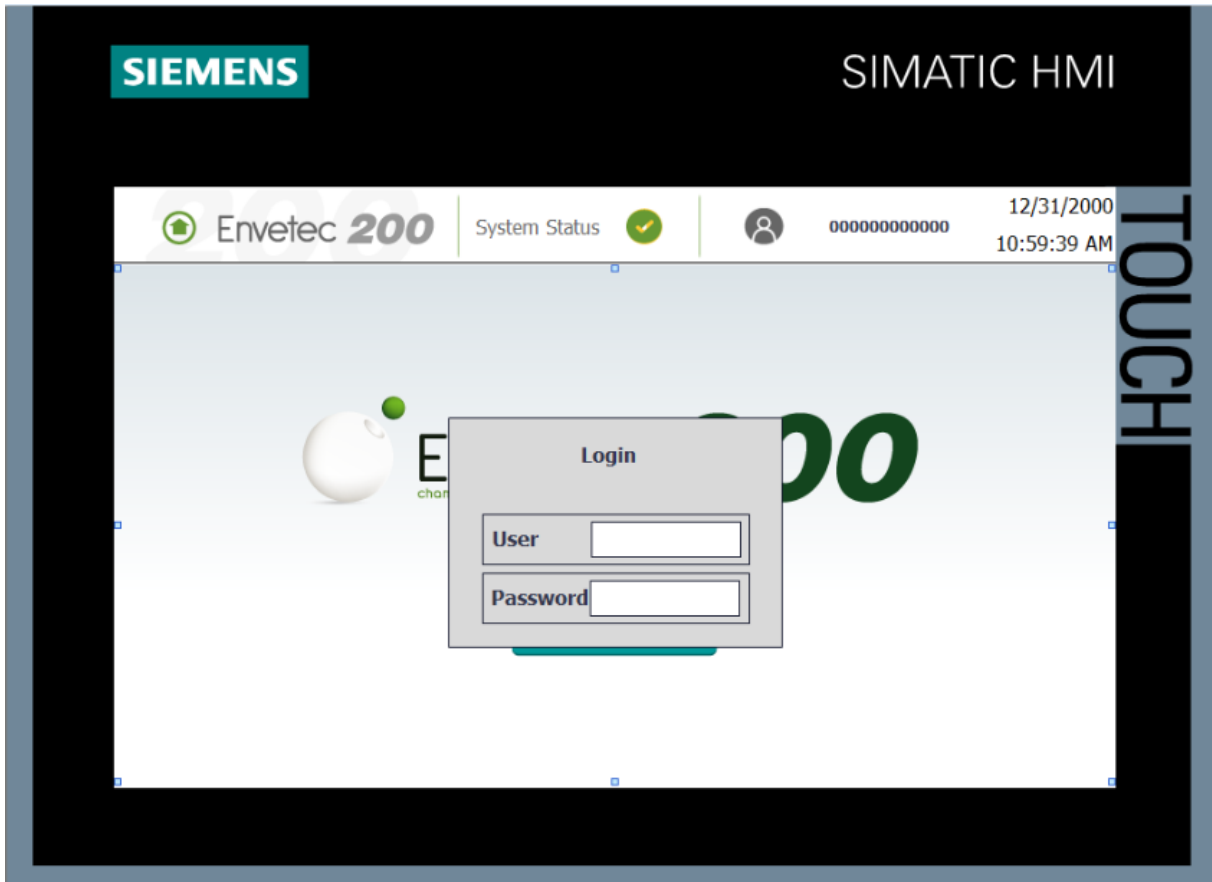 SIEMENS
SIMATIC HMI
TOUCH
200
Envetec 200
System Status
000000000000
12/31/2000
10:59:39 AM
Login
User
Password